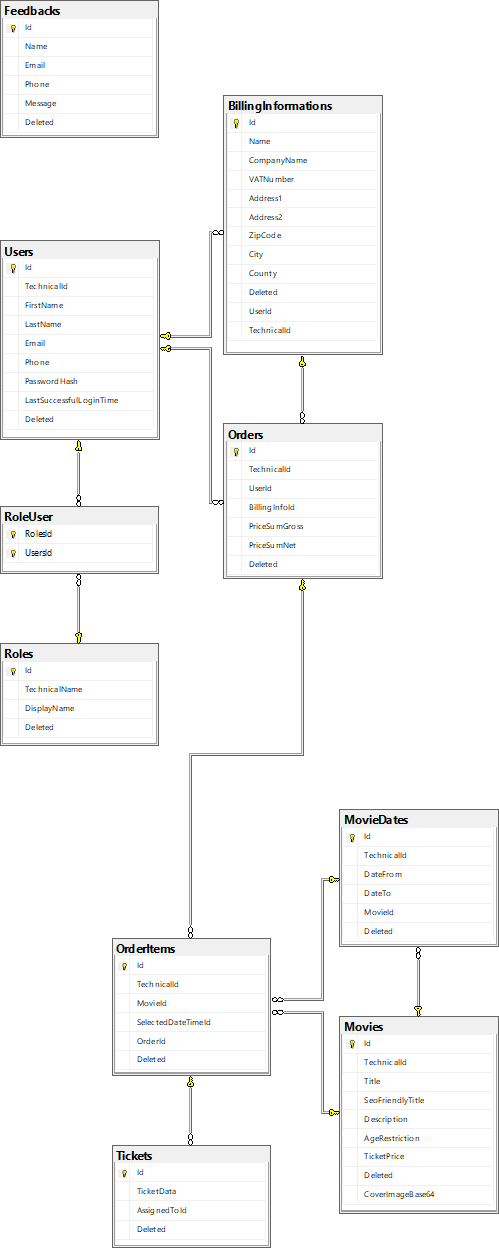 Feedbacks
Id
Name
Email
Phone
Message
Deleted
BillingInformations
Id
Name
CompanyName
VATNumber
Address1
Address2
ZipCode
City
County
Deleted
UserId
TechnicalId
Users
Id
TechnicalId
FirstName
LastName
Email
Phone
PasswordHash
LastSuccessfulLoginTime
Deleted
Orders
Id
TechnicalId
UserId
BillingInfoId
PriceSumGross
PriceSumNet
Deleted
RoleUser
RolesId
UsersId
Roles
Id
TechnicalName
DisplayName
Deleted
MovieDates
Id
TechnicalId
DateFrom
DateTo
MovieId
Deleted
OrderItems
Id
TechnicalId
MovieId
SelectedDateTimeId
OrderId
Deleted
Movies
Id
TechnicalId
Title
SeoFriendlyTitle
Description
AgeRestriction
TicketPrice
Deleted
CoverImageBase64
Tickets
Id
TicketData
AssignedToId
Deleted